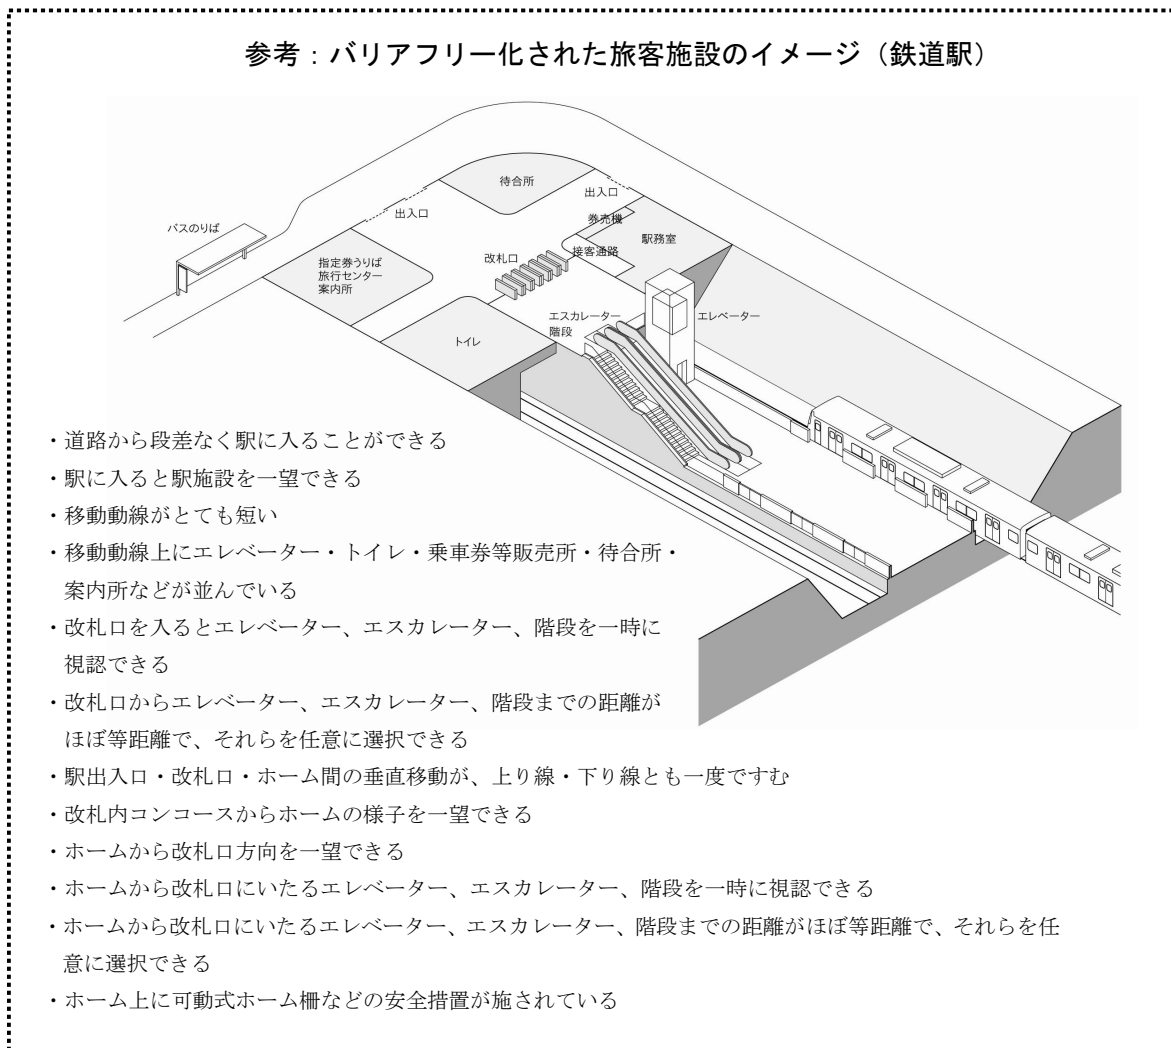 参考：バリアフリー化された旅客施設のイメージ（鉄道駅）
待合所
出入口
出入口
券売機
バスのりば
駅務室
改札口
接客通路
指定券うりば
旅行センター
案内所
エスカレーター
階段
エレベーター
トイレ
・道路から段差なく駅に入ることができる
・駅に入ると駅施設を一望できる
・移動動線がとても短い
・移動動線上にエレベーター・トイレ・乗車券等販売所・待合所・
案内所などが並んでいる
・改札口を入るとエレベーター、エスカレーター、階段を一時に
視認できる
・改札口からエレベーター、エスカレーター、階段までの距離が
ほぼ等距離で、それらを任意に選択できる
・駅出入口・改札口・ホーム間の垂直移動が、上り線・下り線とも一度ですむ
・改札内コンコースからホームの様子を一望できる
・ホームから改札口方向を一望できる
・ホームから改札口にいたるエレベーター、エスカレーター、階段を一時に視認できる
・ホームから改札口にいたるエレベーター、エスカレーター、階段までの距離がほぼ等距離で、それらを任
意に選択できる
・ホーム上に可動式ホーム柵などの安全措置が施されている